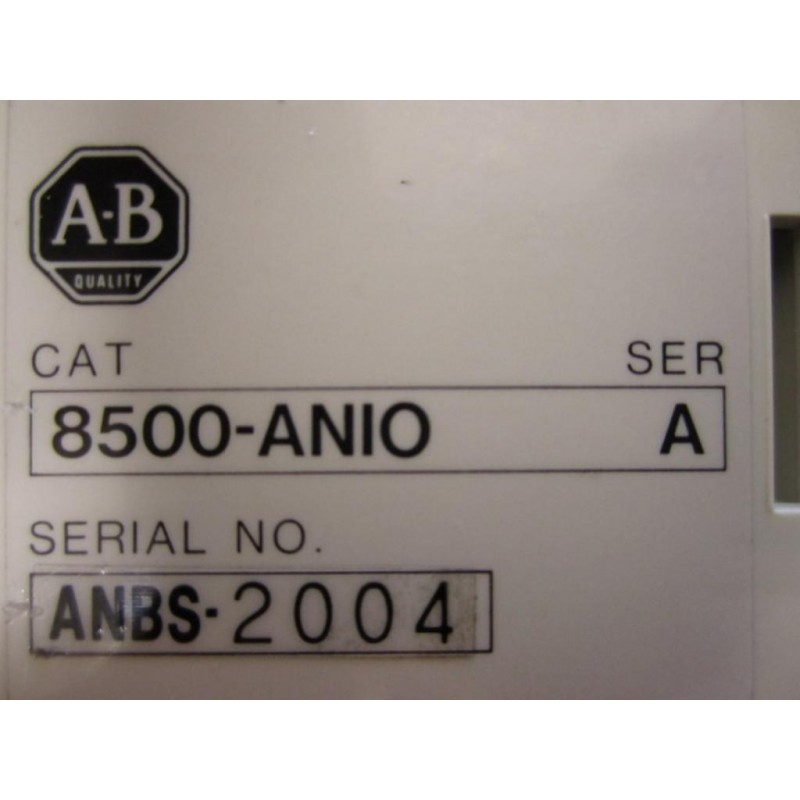 A-B
QUALITY
CAT SER
8500-ANIO A
SERIAL NO.
ANBS-2004